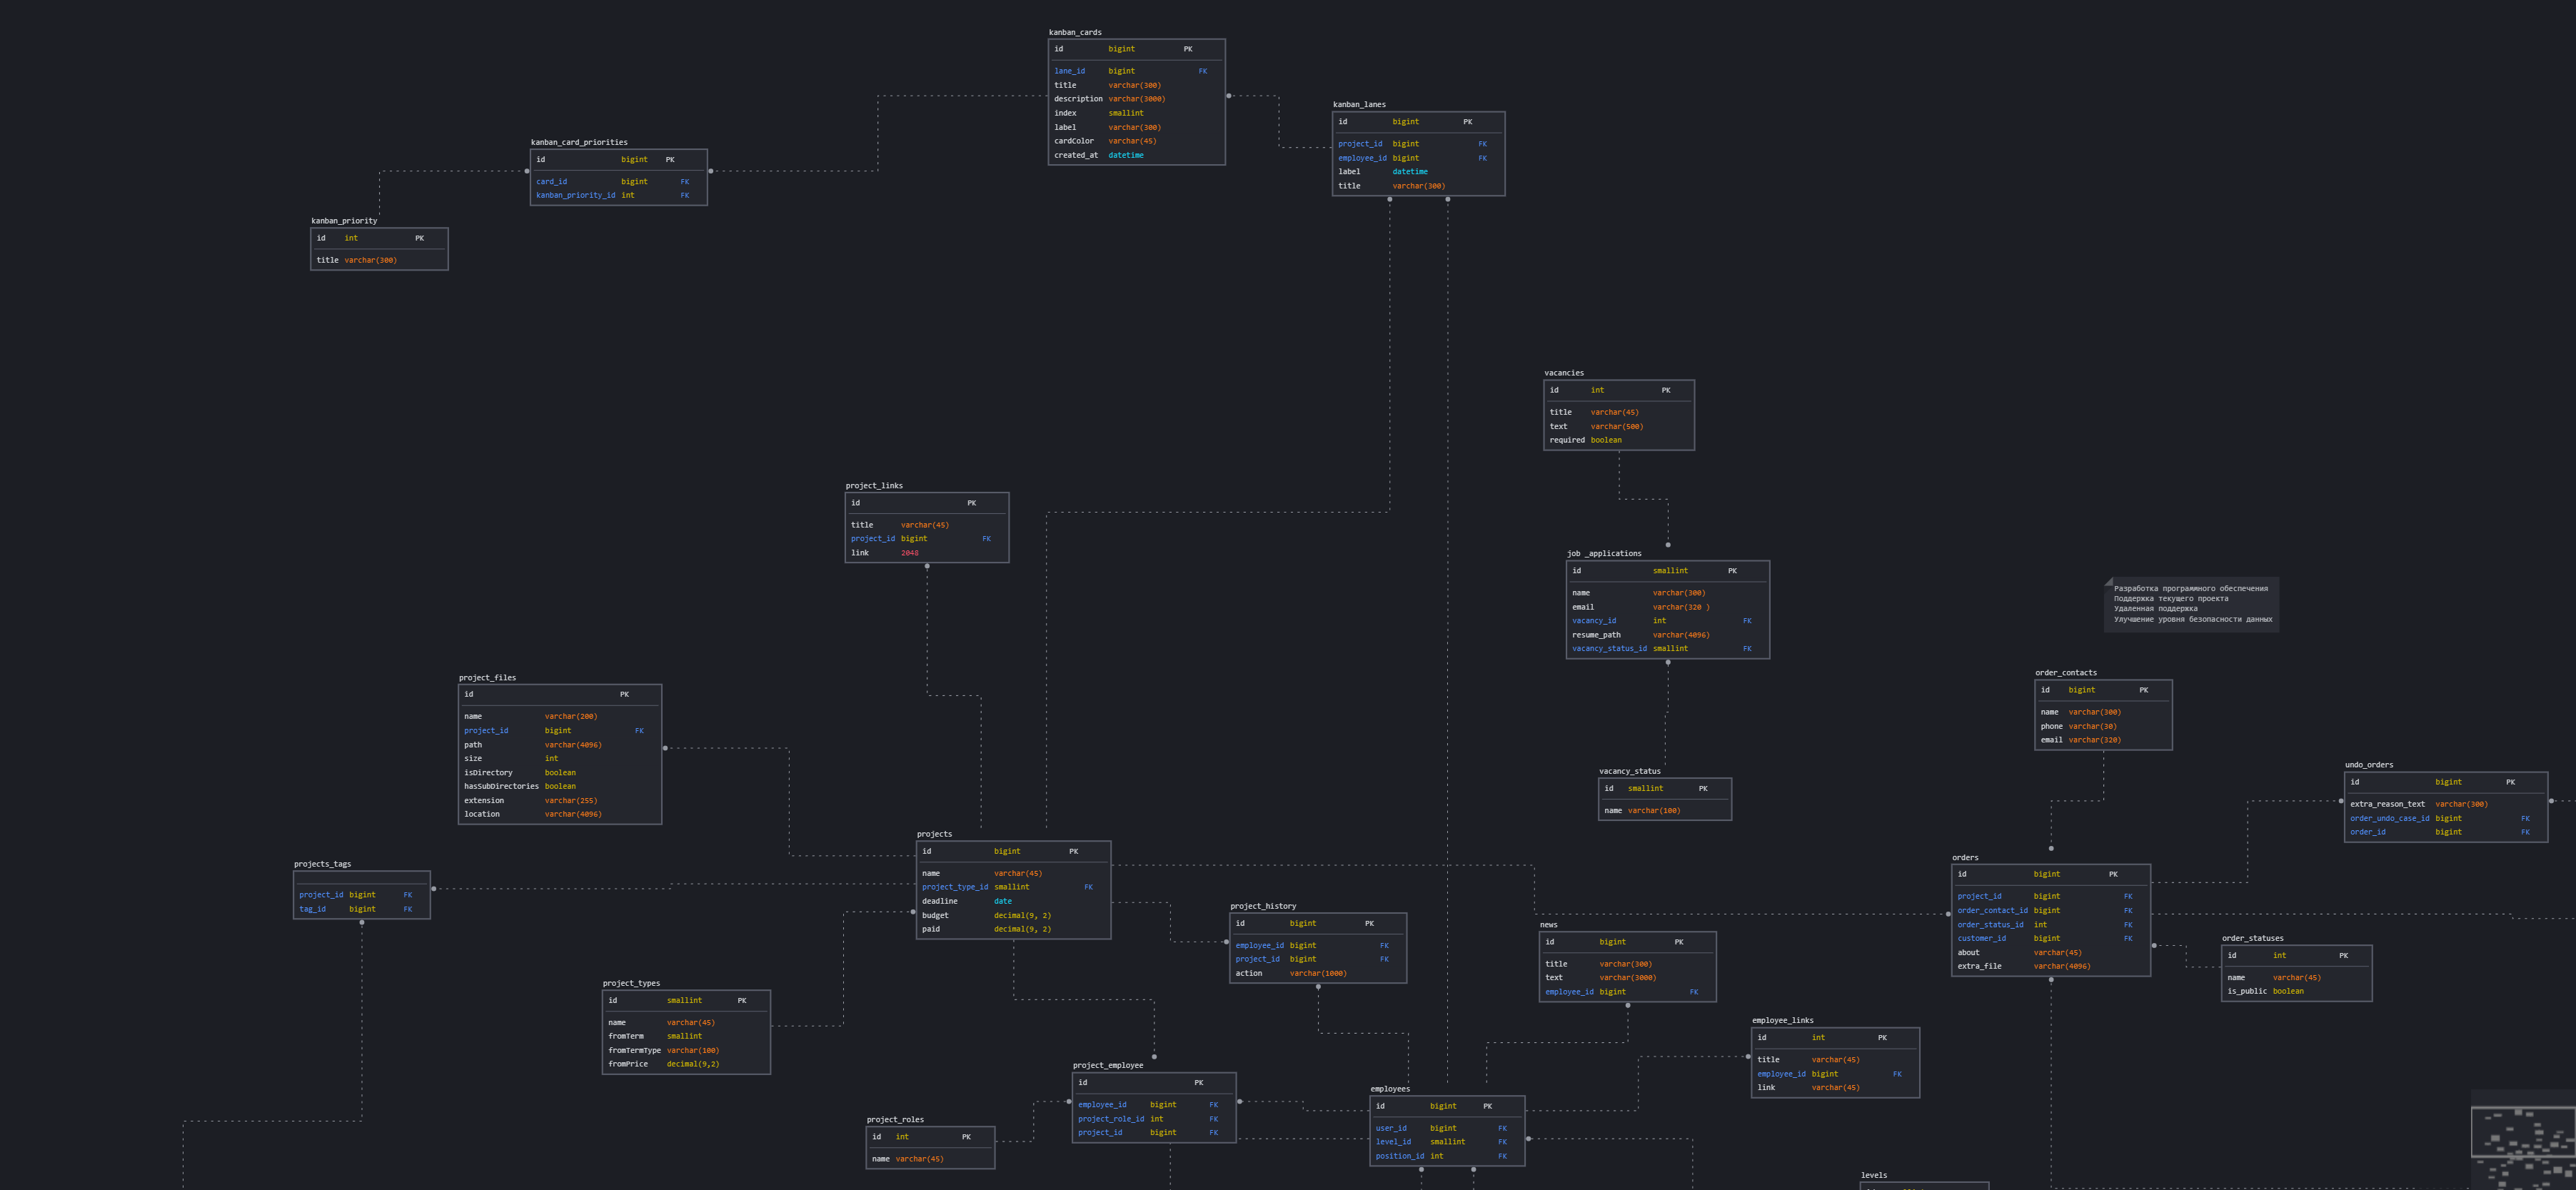 kanban_cards
id bigint PK
lane_id bigint FK
title varchar(300)
description varchar(3000)
index smallint
label varchar(300)
cardColor varchar(45)
created_at datetime
kanban_lanes
id bigint PK
project_id bigint FK
employee_id bigint FK
label datetime
title varchar(300)
kanban_card_priorities
id bigint PK
card_id bigint FK
kanban_priority_id int FK
kanban_priority
id int PK
title varchar(300)
vacancies
id int PK
title varchar(45)
text varchar(500)
required boolean
project_links
id PK
title varchar(45)
project_id bigint FK
link 2048
job _applications
id smallint PK
name varchar(300)
email varchar(320 )
vacancy_id int FK
resume_path varchar(4096)
vacancy_status_id smallint FK
Разработка программного обеспечения
Поддержка текущего проекта
Удаленная поддержка
Улучшение уровня безопасности данных
project_files
id PK
name varchar(200)
project_id bigint FK
path varchar(4096)
size int
isDirectory boolean
hasSubDirectories boolean
extension varchar(255)
location varchar(4096)
order_contacts
id bigint PK
name varchar(300)
phone varchar(30)
email varchar(320)
vacancy_status
id smallint PK
name varchar(100)
undo_orders
id bigint PK
extra_reason_text varchar(300)
order_undo_case_id bigint FK
order_id bigint FK
projects
id bigint PK
name varchar(45)
project_type_id smallint FK
deadline date
budget decimal(9, 2)
paid decimal(9, 2)
projects_tags
project_id bigint FK
tag_id bigint FK
orders
id bigint PK
project_id bigint FK
order_contact_id bigint FK
order_status_id int FK
customer_id bigint FK
about varchar(45)
extra_file varchar(4096)
project_history
id bigint PK
employee_id bigint FK
project_id bigint FK
action varchar(1000)
news
id bigint PK
title varchar(300)
text varchar(3000)
employee_id bigint FK
order_statuses
id int PK
name varchar(45)
is_public boolean
project_types
id smallint PK
name varchar(45)
fromTerm smallint
fromTermType varchar(100)
fromPrice decimal(9,2)
employee_links
id int PK
title varchar(45)
employee_id bigint FK
link varchar(45)
project_employee
id PK
employee_id bigint FK
project_role_id int FK
project_id bigint FK
employees
id bigint PK
user_id bigint FK
level_id smallint FK
position_id int FK
project_roles
id int PK
name varchar(45)
levels